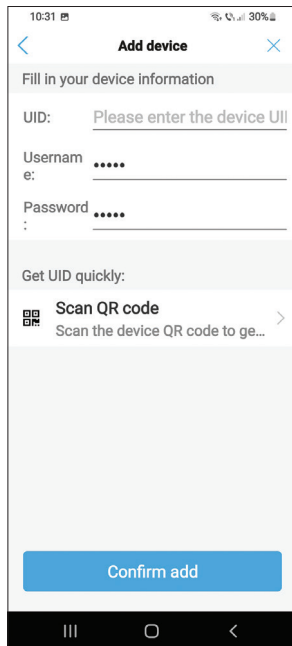 10:31 30%
Add device
Fill in your device information
UID: Please enter the device UI
Usernam
e: •••••
Password
: •••••
Get UID quickly:
Scan QR code
Scan the device QR code to ge...
Confirm add